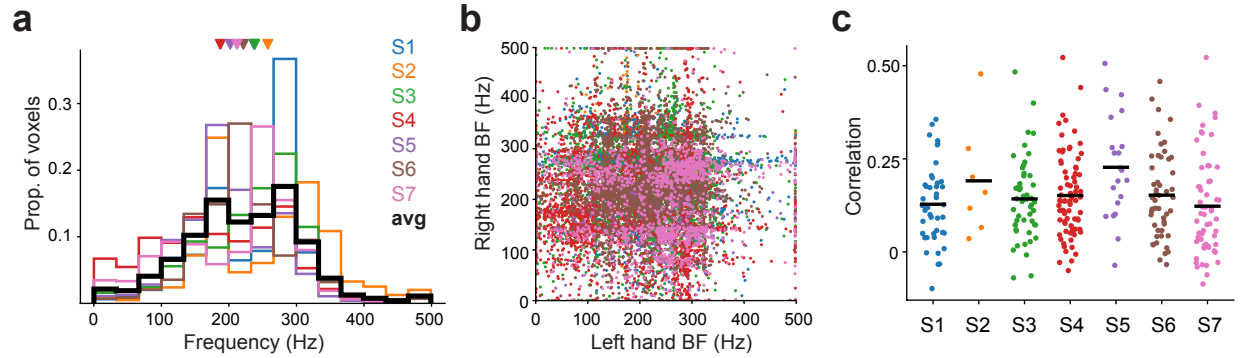 a
Prop. of voxels
0.3
0.2
0.1
0 100 200 300 400 500
Frequency (Hz)
S1
S2
S3
S4
S5
S6
S7
avg
b
Right hand BF (Hz)
500
400
300
200
100
0
0 100 200 300 400 500
Left hand BF (Hz)
c
Correlation
0.50
0.25
0
S1 S2 S3 S4 S5 S6 S7